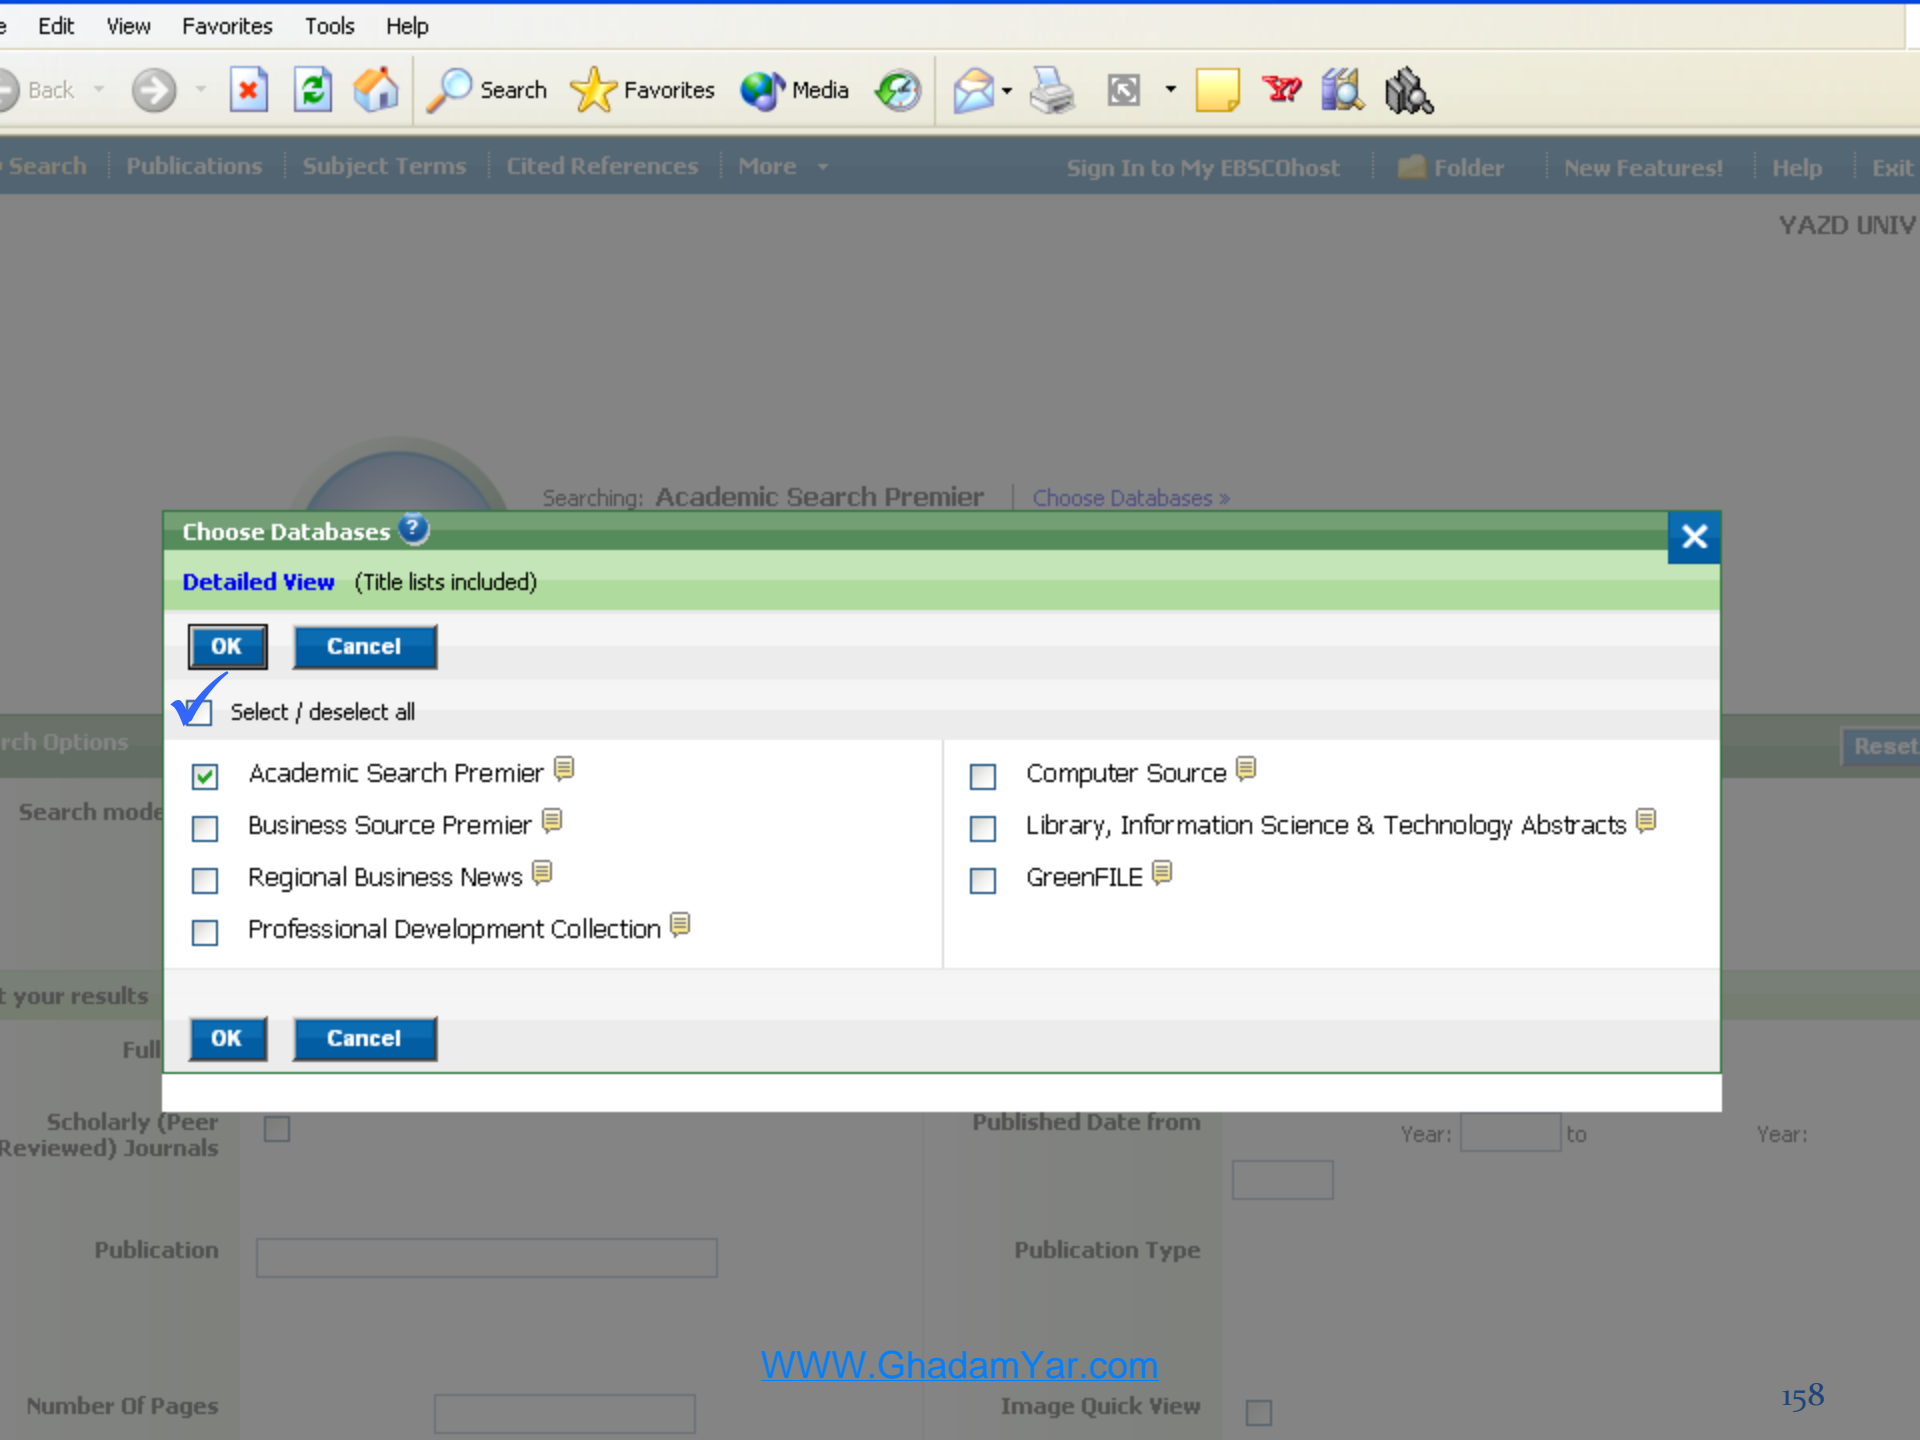 Edit View Favorites Tools Help
Back Search Favorites Media
Search Publications Subject Terms Cited References More Sign In to My EBSCOhost Folder New Features! Help Exit
YAZD UNIV
Searching: Academic Search Premier Choose Databases »
Choose Databases ?
Detailed View (Title lists included)
OK Cancel
Select / deselect all
rch Options Reset
Academic Search Premier Computer Source
Search mode
Business Source Premier Library, Information Science & Technology Abstracts
Regional Business News GreenFILE
Professional Development Collection
t your results
OK Cancel
Full
Scholarly (Peer Reviewed) Journals Published Date from Year: to Year:
Publication Publication Type
WWW.GhadamYar.com
Number Of Pages Image Quick View
158